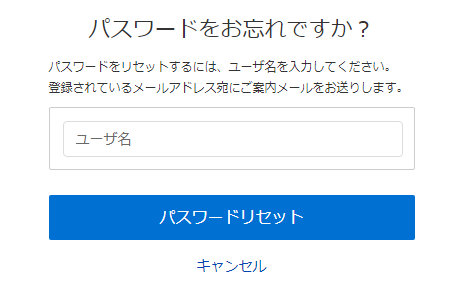 パスワードをお忘れですか？
パスワードをリセットするには、ユーザ名を入力してください。
登録されているメールアドレス宛にご案内メールをお送りします。
ユーザ名
パスワードリセット
キャンセル